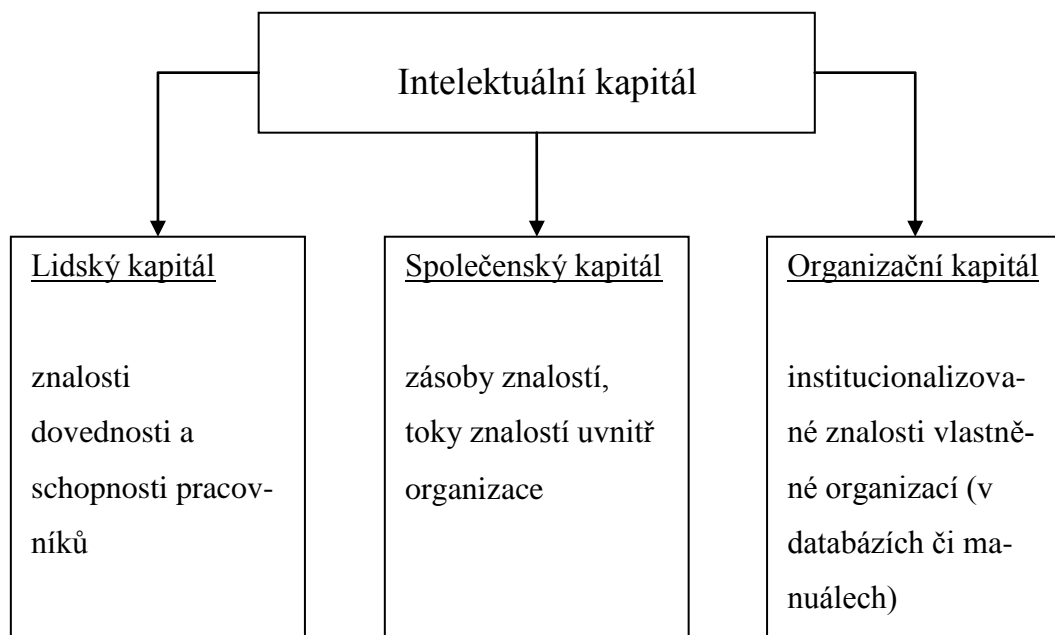 Intelektuální kapitál
Lidský kapitál
znalosti
dovednosti a
schopnosti pracov-
níků
Společenský kapitál
zásoby znalostí,
toky znalostí uvnitř
organizace
Organizační kapitál
institucionalizova-
né znalosti vlastně-
né organizací (v
databázích či ma-
nuálech)